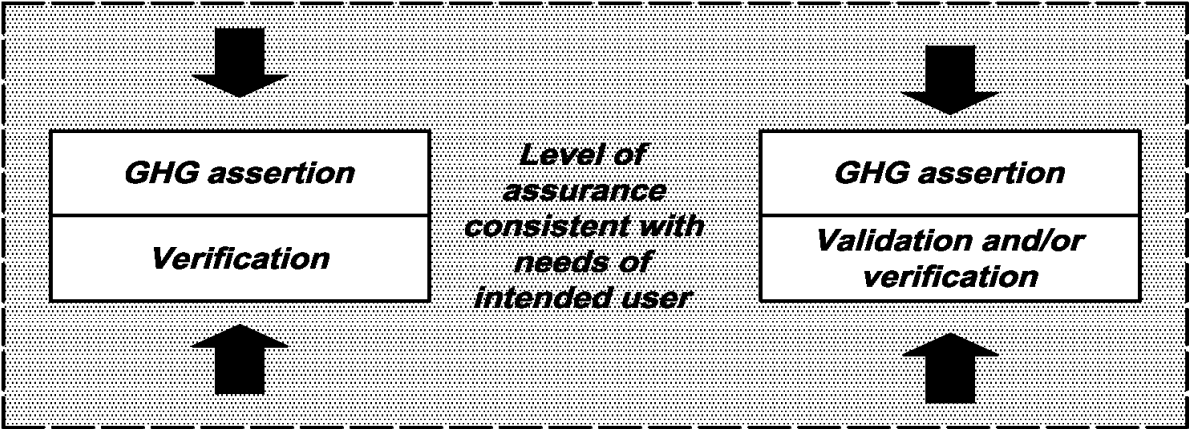 GHG assertion
Verification
Level of
assurance
consistent with
needs of
intended user
GHG assertion
Validation and/or
verification